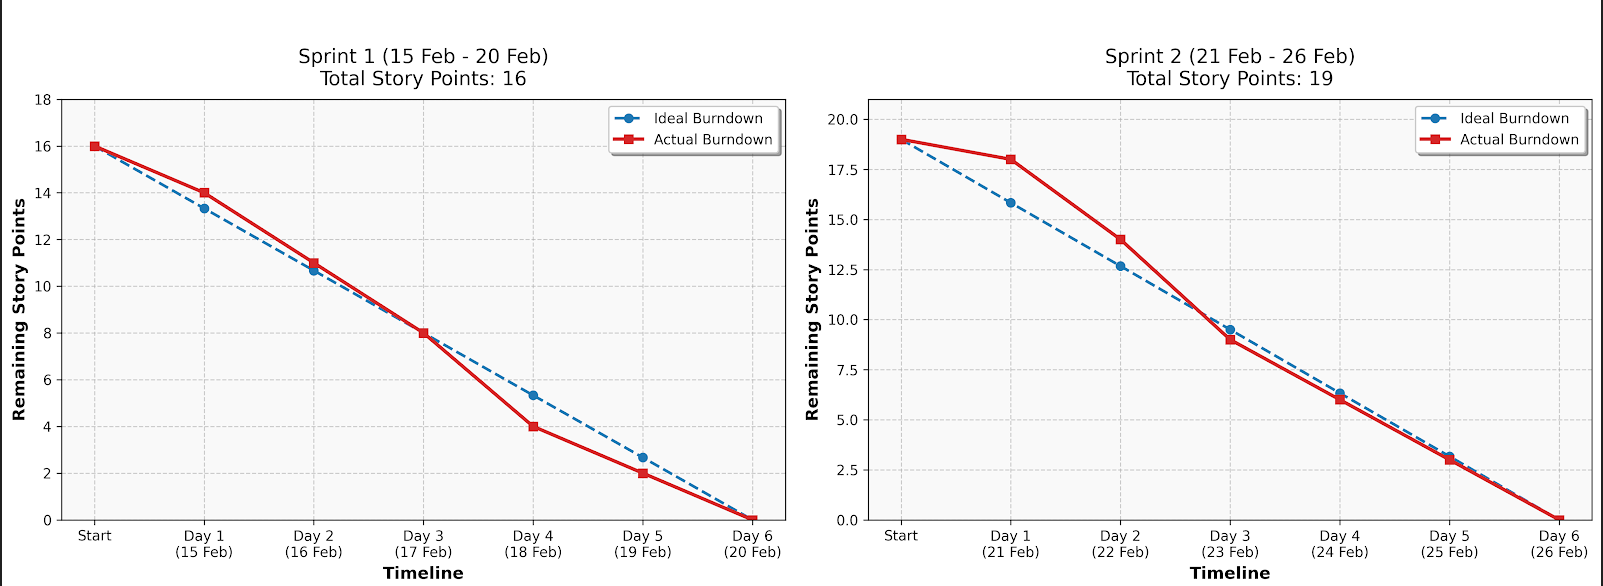 Sprint 1 (15 Feb - 20 Feb)
Total Story Points: 16
Ideal Burndown
Actual Burndown
Remaining Story Points
18
16
14
12
10
8
6
4
2
0
Start
Day 1
(15 Feb)
Day 2
(16 Feb)
Day 3
(17 Feb)
Day 4
(18 Feb)
Day 5
(19 Feb)
Day 6
(20 Feb)
Timeline
Sprint 2 (21 Feb - 26 Feb)
Total Story Points: 19
Ideal Burndown
Actual Burndown
Remaining Story Points
20.0
17.5
15.0
12.5
10.0
7.5
5.0
2.5
0.0
Start
Day 1
(21 Feb)
Day 2
(22 Feb)
Day 3
(23 Feb)
Day 4
(24 Feb)
Day 5
(25 Feb)
Day 6
(26 Feb)
Timeline